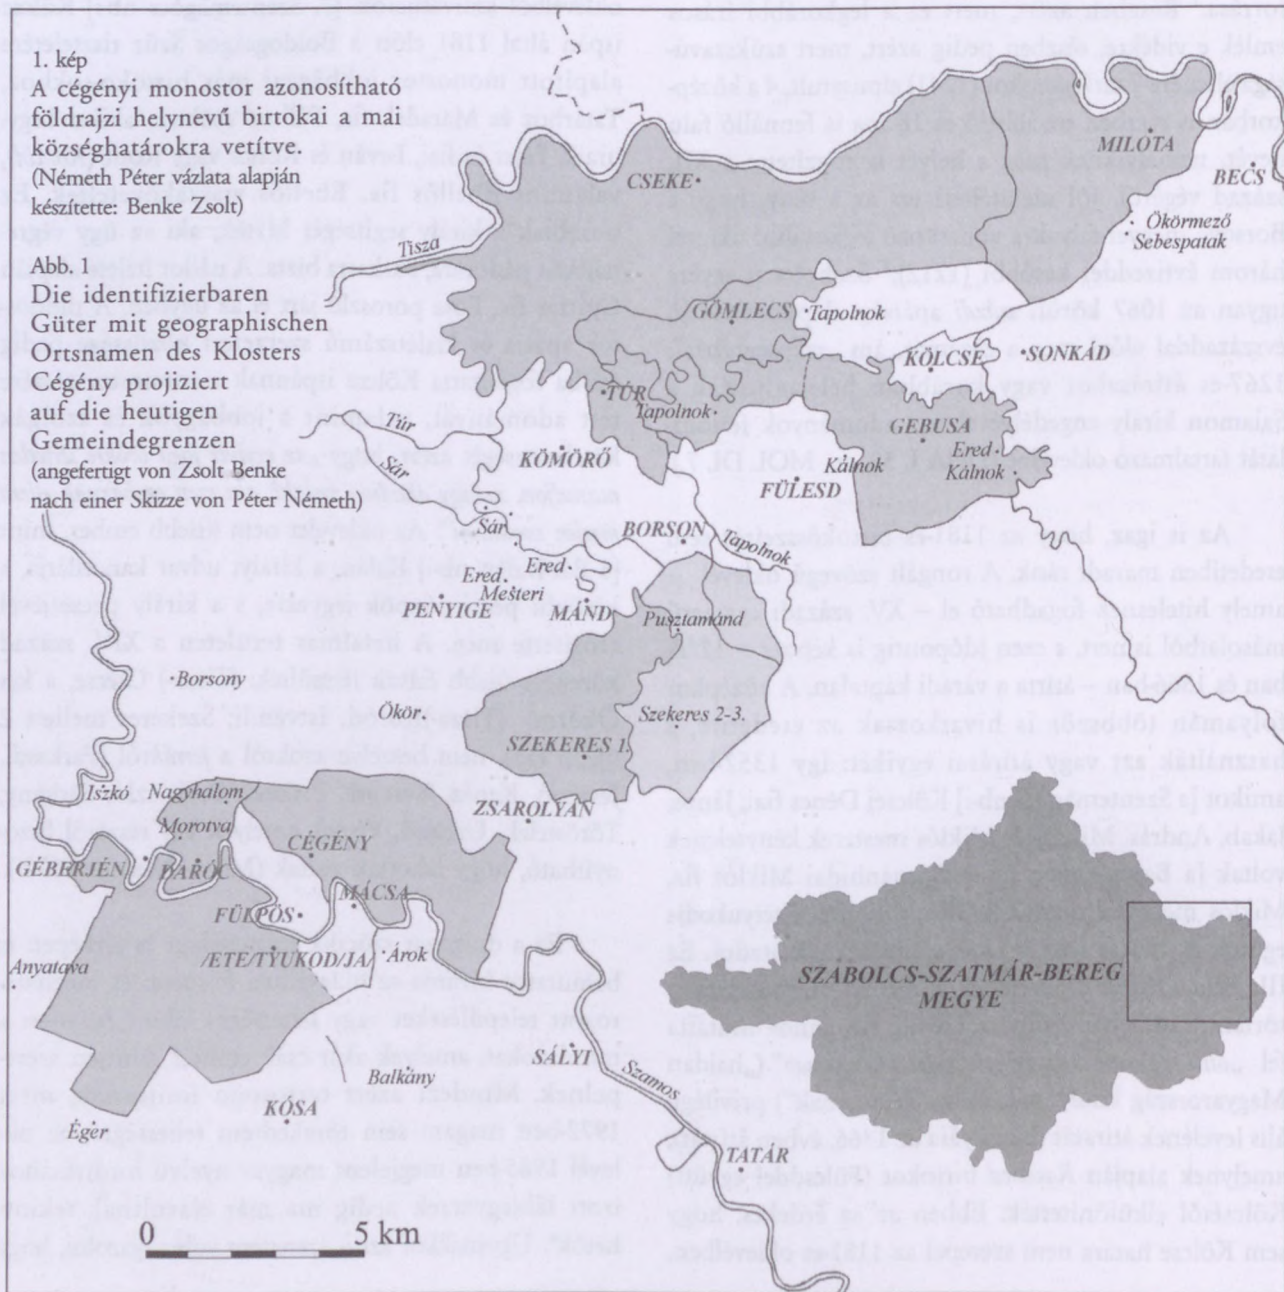 1. kép
A cégényi monostor azonosítható
földrajzi helynevű birtokai a mai
községhatárokra vetítve.
(Németh Péter vázlata alapján
készítette: Benke Zsolt)
Abb. 1
Die identifizierbaren
Güter mit geographischen
Ortsnamen des Klosters
Cégény projiziert
auf die heutigen
Gemeindegrenzen
(angefertigt von Zsolt Benke
nach einer Skizze von Péter Németh)
MILOTA
BECS
CSEKE
Ökörmező
Sebespatak
Tisza
GÖMLECS
Tapolnok
KÖLCSE
SONKÁD
TÚR
Tapolnok
GEBUSA
Ered.
Kálnok
Túr
Sár
KÖMÖRŐ
Kálnok
FÜLESD
Sár
BORSON
Tapolnok
Ered.
Ered.
Mesteri
PENYIGE
MÁND
Pusztamánd
Borsony
Ökör.
Szekeres 2-3.
SZEKERES 1.
Iszkó
Nagyhalom
ZSAROLYÁN
Morotva
CÉGÉNY
GÉBERJÉN
DARÓC
MÁCSA
FÜLPÖS
/ÆTE/TYUKOD/JA/
Árok
Anyatava
SZABOLCS-SZATMÁR-BEREG
MEGYE
SÁLYI
Szamos
Balkány
KÓSA
Éger
TATÁR
0 5 km